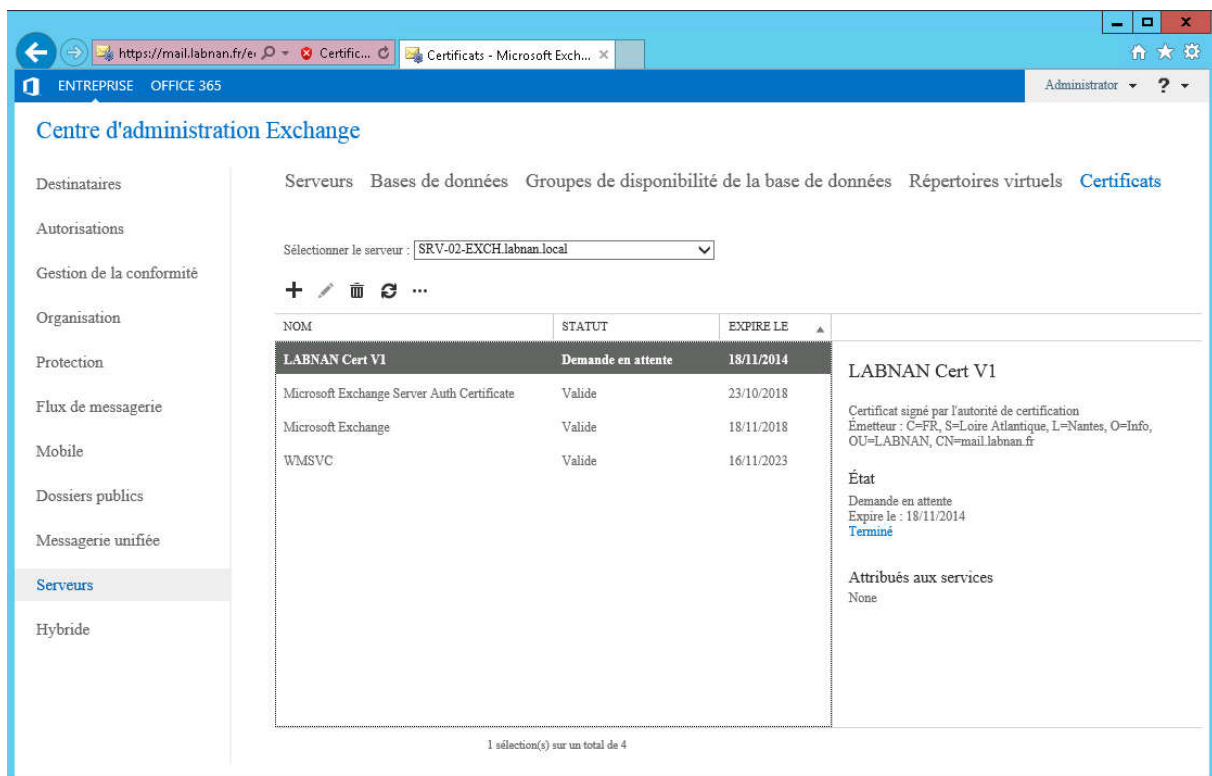 https://mail.labnan.fr/e
Certific...
Certificats - Microsoft Exch...
ENTREPRISE OFFICE 365
Administrator ?
Centre d'administration Exchange
Destinataires
Autorisations
Gestion de la conformité
Organisation
Protection
Flux de messagerie
Mobile
Dossiers publics
Messagerie unifiée
Serveurs
Hybride
Serveurs Bases de données Groupes de disponibilité de la base de données Répertoires virtuels Certificats
Sélectionner le serveur : SRV-02-EXCH.labnan.local
NOM STATUT EXPIRE LE
LABNAN Cert V1 Demande en attente 18/11/2014
Microsoft Exchange Server Auth Certificate Valide 23/10/2018
Microsoft Exchange Valide 18/11/2018
WMSVC Valide 16/11/2023
1 sélection(s) sur un total de 4
LABNAN Cert V1
Certificat signé par l'autorité de certification
Émetteur : C=FR, S=Loire Atlantique, L=Nantes, O=Info,
OU=LABNAN, CN=mail.labnan.fr
État
Demande en attente
Expire le : 18/11/2014
Terminé
Attribués aux services
None